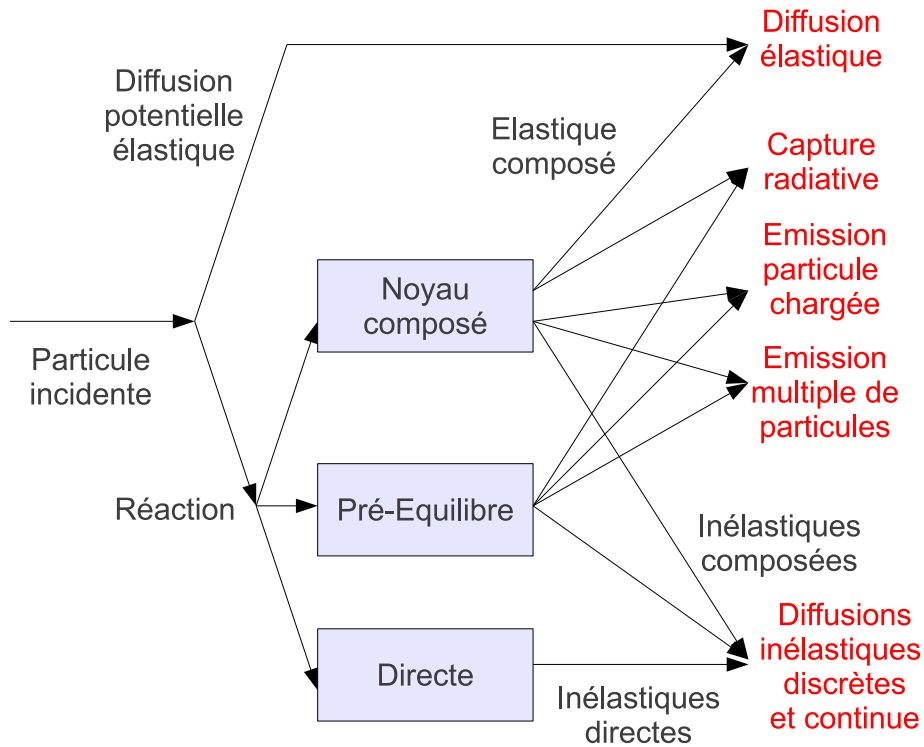 Diffusion
élastique
Diffusion
potentielle
élastique
Elastique
composé
Capture
radiative
Emission
particule
chargée
Noyau
composé
Particule
incidente
Emission
multiple de
particules
Réaction
Pré-Equilibre
Inélastiques
composées
Directe
Inélastiques
directes
Diffusions
inélastiques
discrètes
et continue